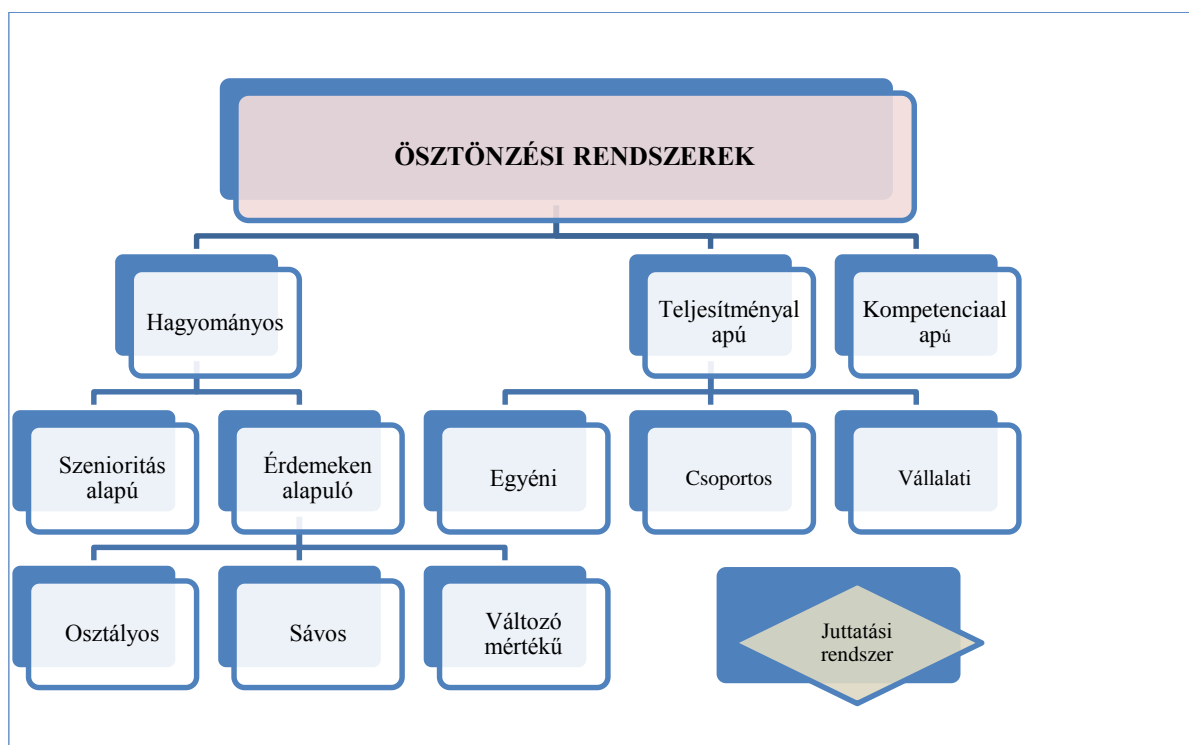 ÖSZTÖNZÉSI RENDSZEREK
Hagyományos
Teljesítményal
apú
Kompetenciaal
apú
Szenioritás
alapú
Érdemeken
alapuló
Egyéni
Csoportos
Vállalati
Osztályos
Sávos
Változó
mértékű
Juttatási
rendszer